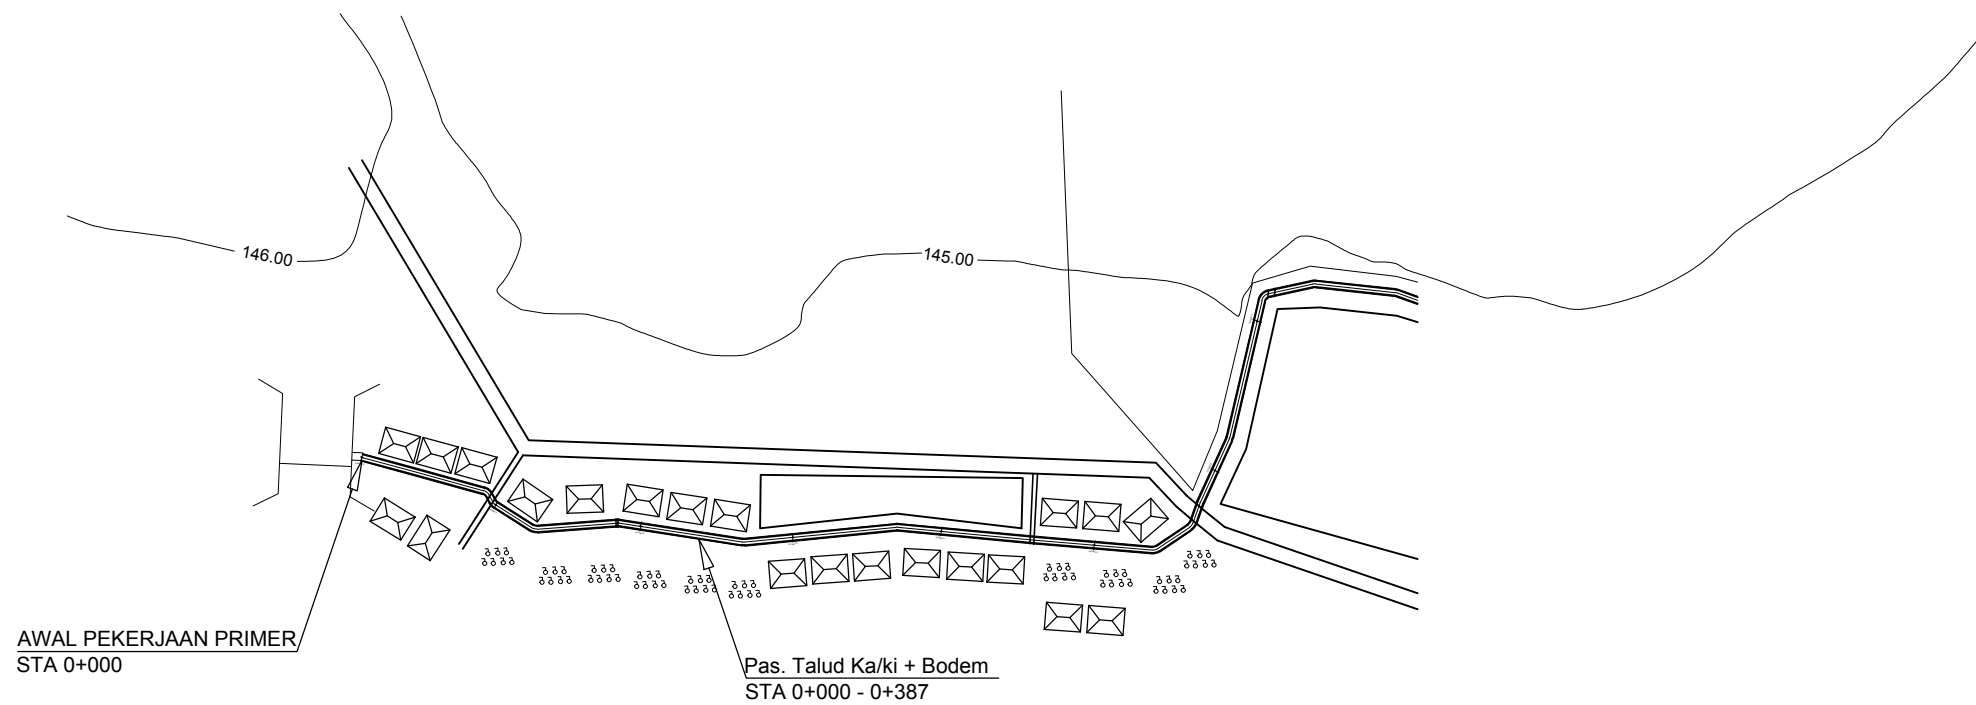 146.00
145.00
AWAL PEKERJAAN PRIMER
STA 0+000
Pas. Talud Ka/ki + Bodem
STA 0+000 - 0+387